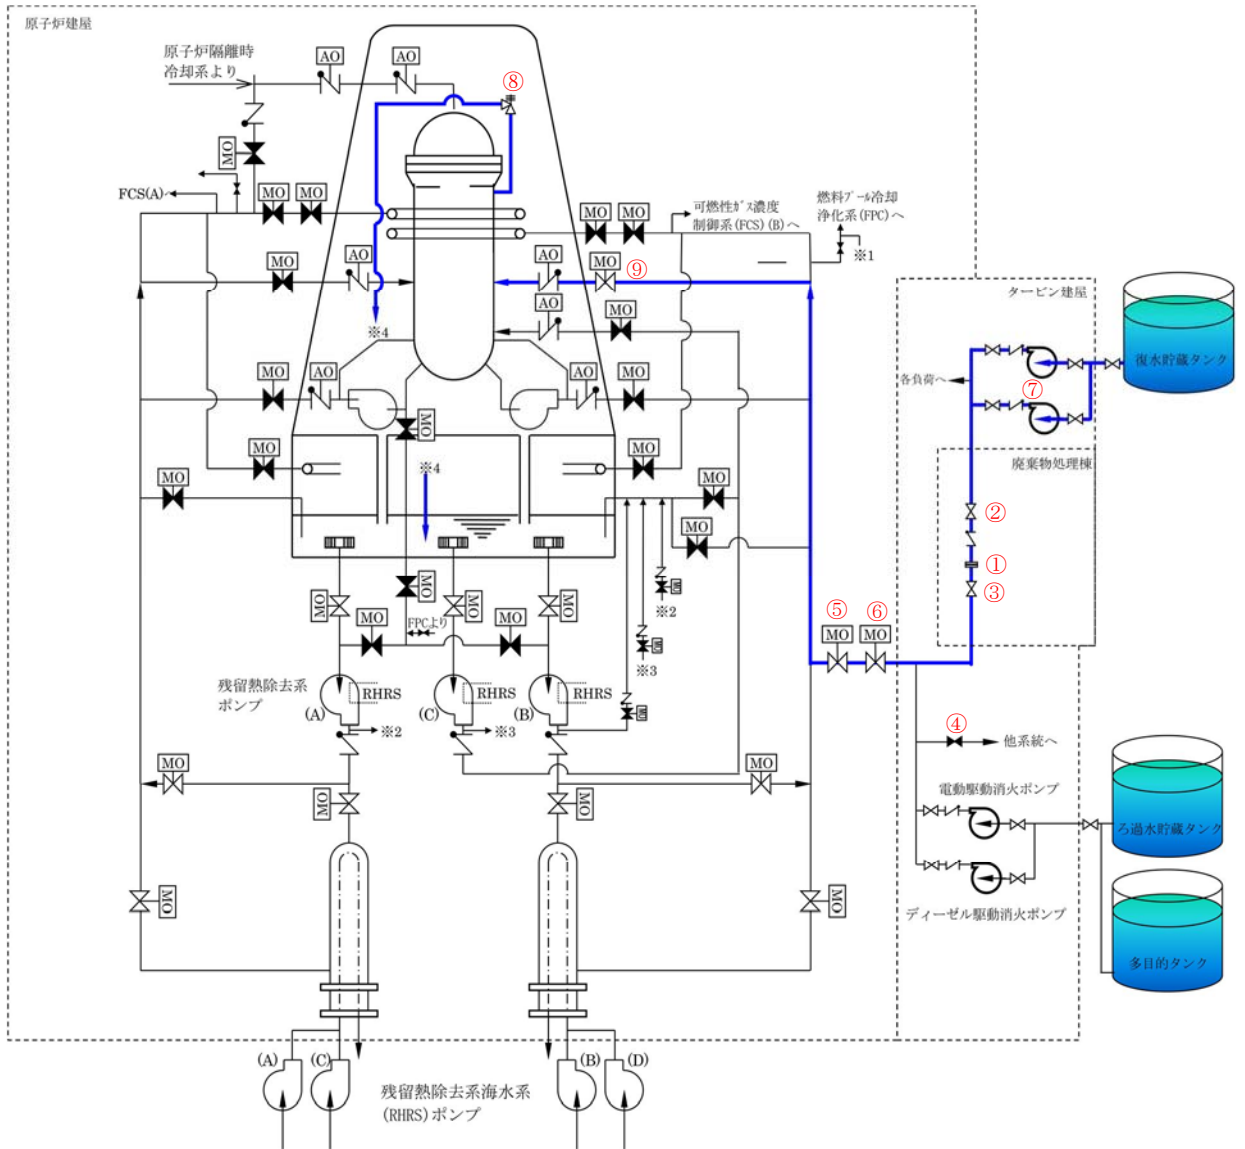 原子炉建屋
原子炉隔離時
冷却系より
AO
AO
⑧
MO
FCS(A)へ
MO
MO
MO
MO
可燃性ガス濃度
制御系(FCS)(B)へ
燃料プール冷却
浄化系(FPC)へ
※1
MO
AO
AO
MO
⑨
タービン建屋
※4
AO
MO
復水貯蔵タンク
各負荷へ
⑦
MO
AO
AO
MO
MO
廃棄物処理棟
MO
※4
MO
MO
MO
MO
②
①
③
MO
MO
MO
MO
MO
※2
FPCより
MO
MO
MO
※3
⑤
⑥
MO
MO
残留熱除去系
ポンプ
(A)
RHRS
(C)
RHRS
(B)
RHRS
MO
※2
※3
④
他系統へ
MO
MO
MO
MO
電動駆動消火ポンプ
ろ過水貯蔵タンク
MO
MO
ディーゼル駆動消火ポンプ
多目的タンク
(A)
(C)
(B)
(D)
残留熱除去系海水系
(RHRS)ポンプ